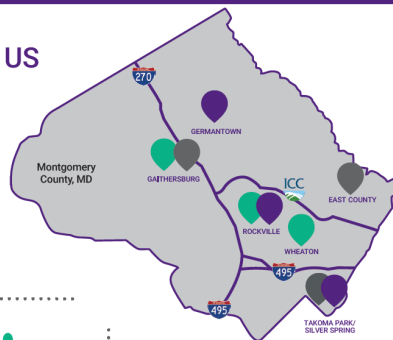 US
270
GERMANTOWN
Montgomery
County, MD
GAITHERSBURG
ICC
EAST COUNTY
ROCKVILLE
WHEATON
495
495
TAKOMA PARK/
SILVER SPRING